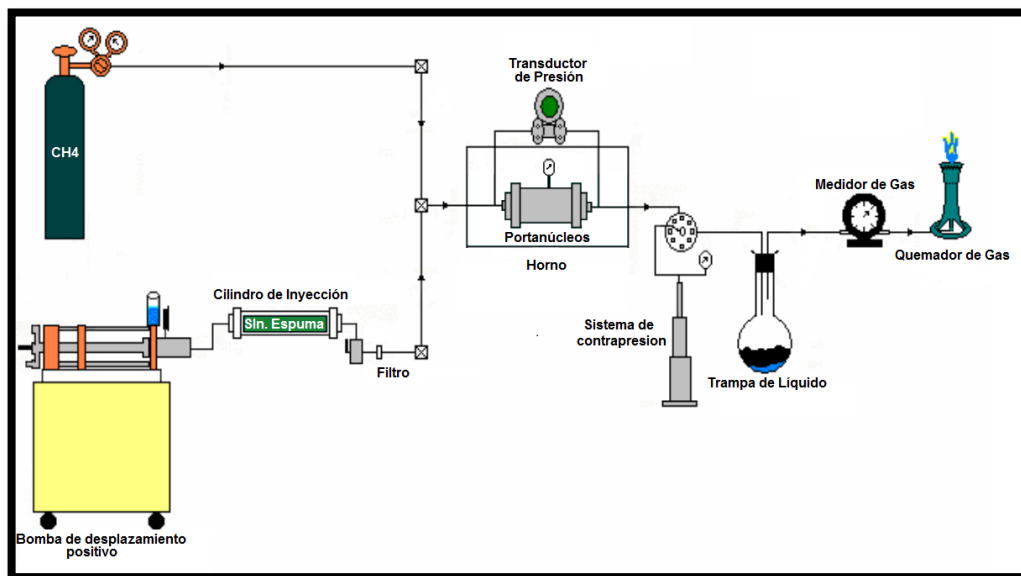 CH4
Transductor
de Presión
Portanúcleos
Horno
Medidor de Gas
Quemador de Gas
Cilindro de Inyección
Sln. Espuma
Filtro
Sistema de
contrapresion
Trampa de Líquido
Bomba de desplazamiento
positivo